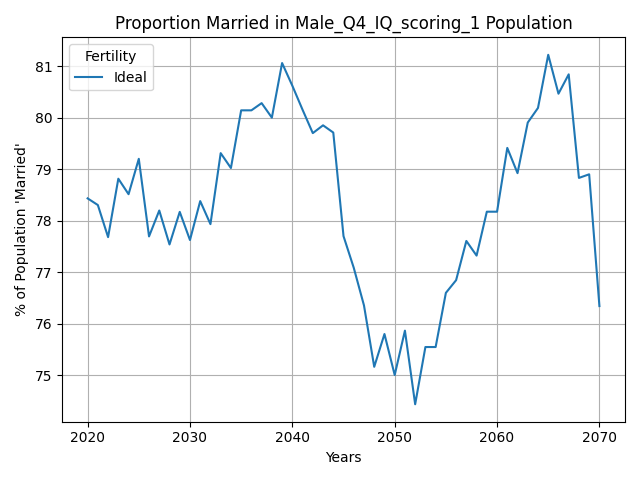 Proportion Married in Male_Q4_IQ_scoring_1 Population
Fertility
Ideal
% of Population 'Married'
81
80
79
78
77
76
75
2020
2030
2040
2050
2060
2070
Years